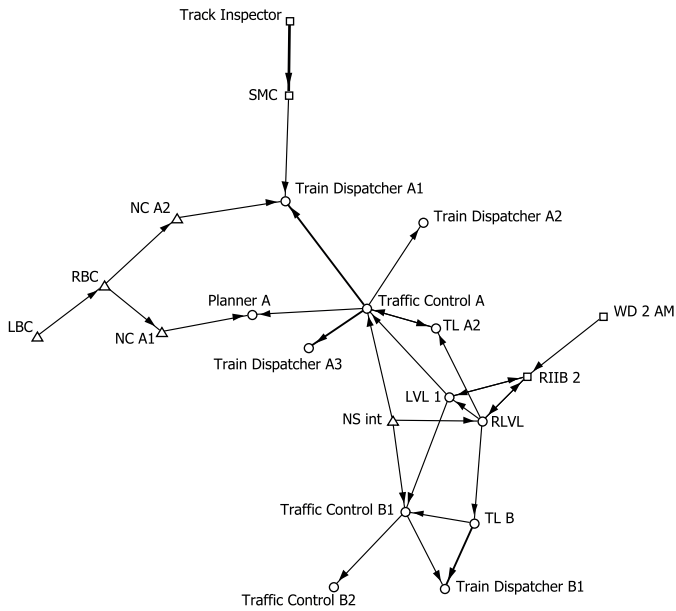 Track Inspector
SMC
Train Dispatcher A1
NC A2
Train Dispatcher A2
RBC
Planner A
Traffic Control A
WD 2 AM
LBC
NC A1
TL A2
Train Dispatcher A3
RIIB 2
LVL 1
NS int
RLVL
Traffic Control B1
TL B
Train Dispatcher B1
Traffic Control B2